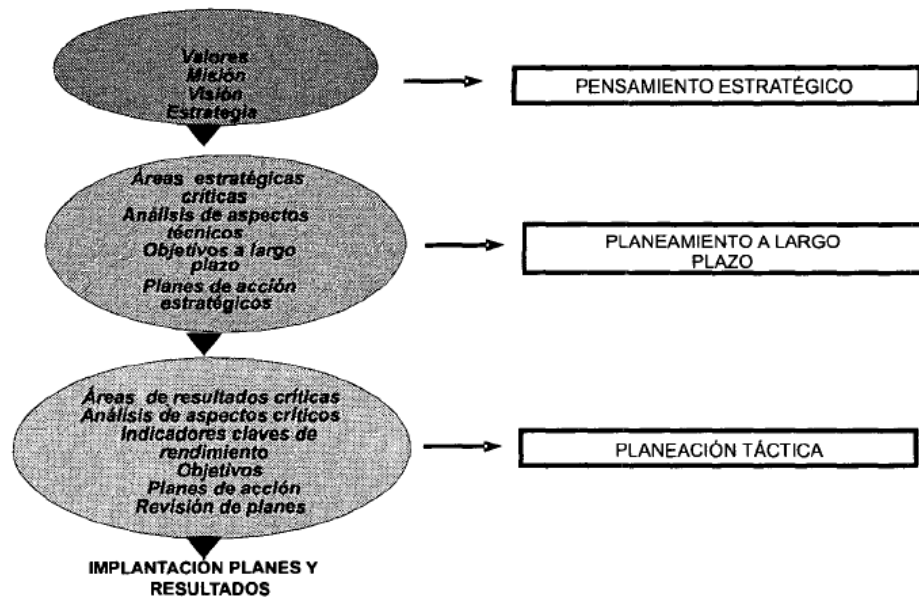 Valores
Misión
Visión
Estrategia
PENSAMIENTO ESTRATÉGICO
Áreas estratégicas
críticas
Análisis de aspectos
técnicos
Objetivos a largo
plazo
Planes de acción
estratégicos
PLANEAMIENTO A LARGO
PLAZO
Áreas de resultados críticas
Análisis de aspectos críticos
Indicadores claves de
rendimiento
Objetivos
Planes de acción
Revisión de planes
PLANEACIÓN TÁCTICA
IMPLANTACIÓN PLANES Y
RESULTADOS